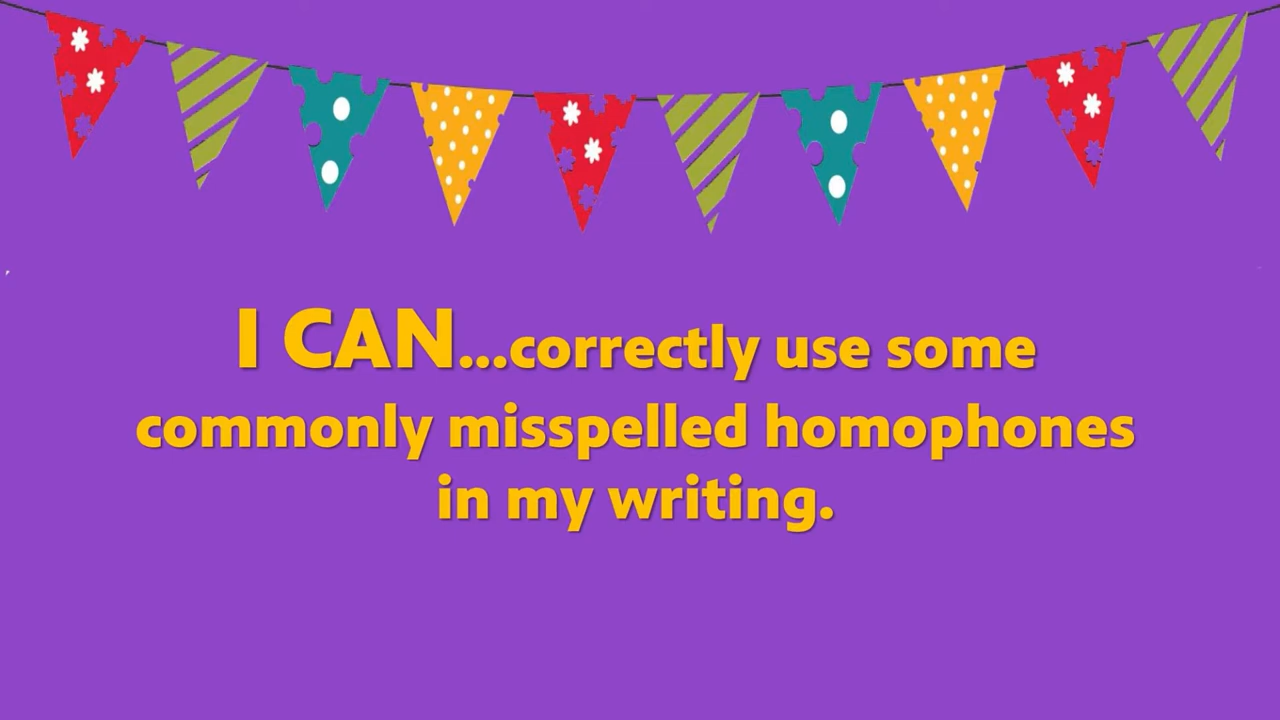 I CAN...correctly use some
commonly misspelled homophones
in my writing.